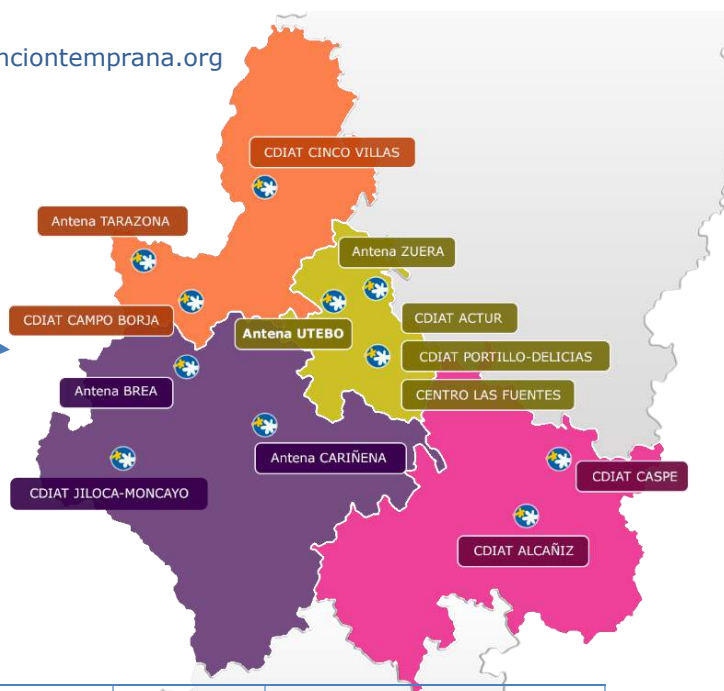 nciontemprana.org
CDIAT CINCO VILLAS
Antena TARAZONA
Antena ZUERA
CDIAT CAMPO BORJA
CDIAT ACTUR
Antena UTEBO
CDIAT PORTILLO-DELICIAS
Antena BREA
CENTRO LAS FUENTES
Antena CARIÑENA
CDIAT CASPE
CDIAT JILOCA-MONCAYO
CDIAT ALCAÑIZ